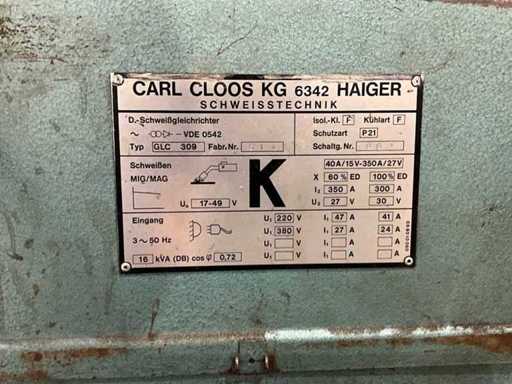 CARL CLOOS KG 6342 HAIGER
SCHWEISSTECHNIK
D.-Schweißgleichrichter
VDE 0542
Typ GLC 309 Fabr.Nr.
Isol.-Kl. F Kühlart F
Schutzart P21
Schaltg. Nr.
Schweißen
MIG/MAG
U₀ 17-49 V
K
40A/15V-350A/27V
X 60% ED 100% ED
I₂ 350 A 300 A
U₂ 27 V 30 V
Eingang
3 ~ 50 Hz
16 kVA (DB) cos φ 0,72
U₁ 220 V I₁ 47 A 41 A
U₁ 380 V I₁ 27 A 24 A
U₁ V I₁ A A
U₁ V I₁ A A